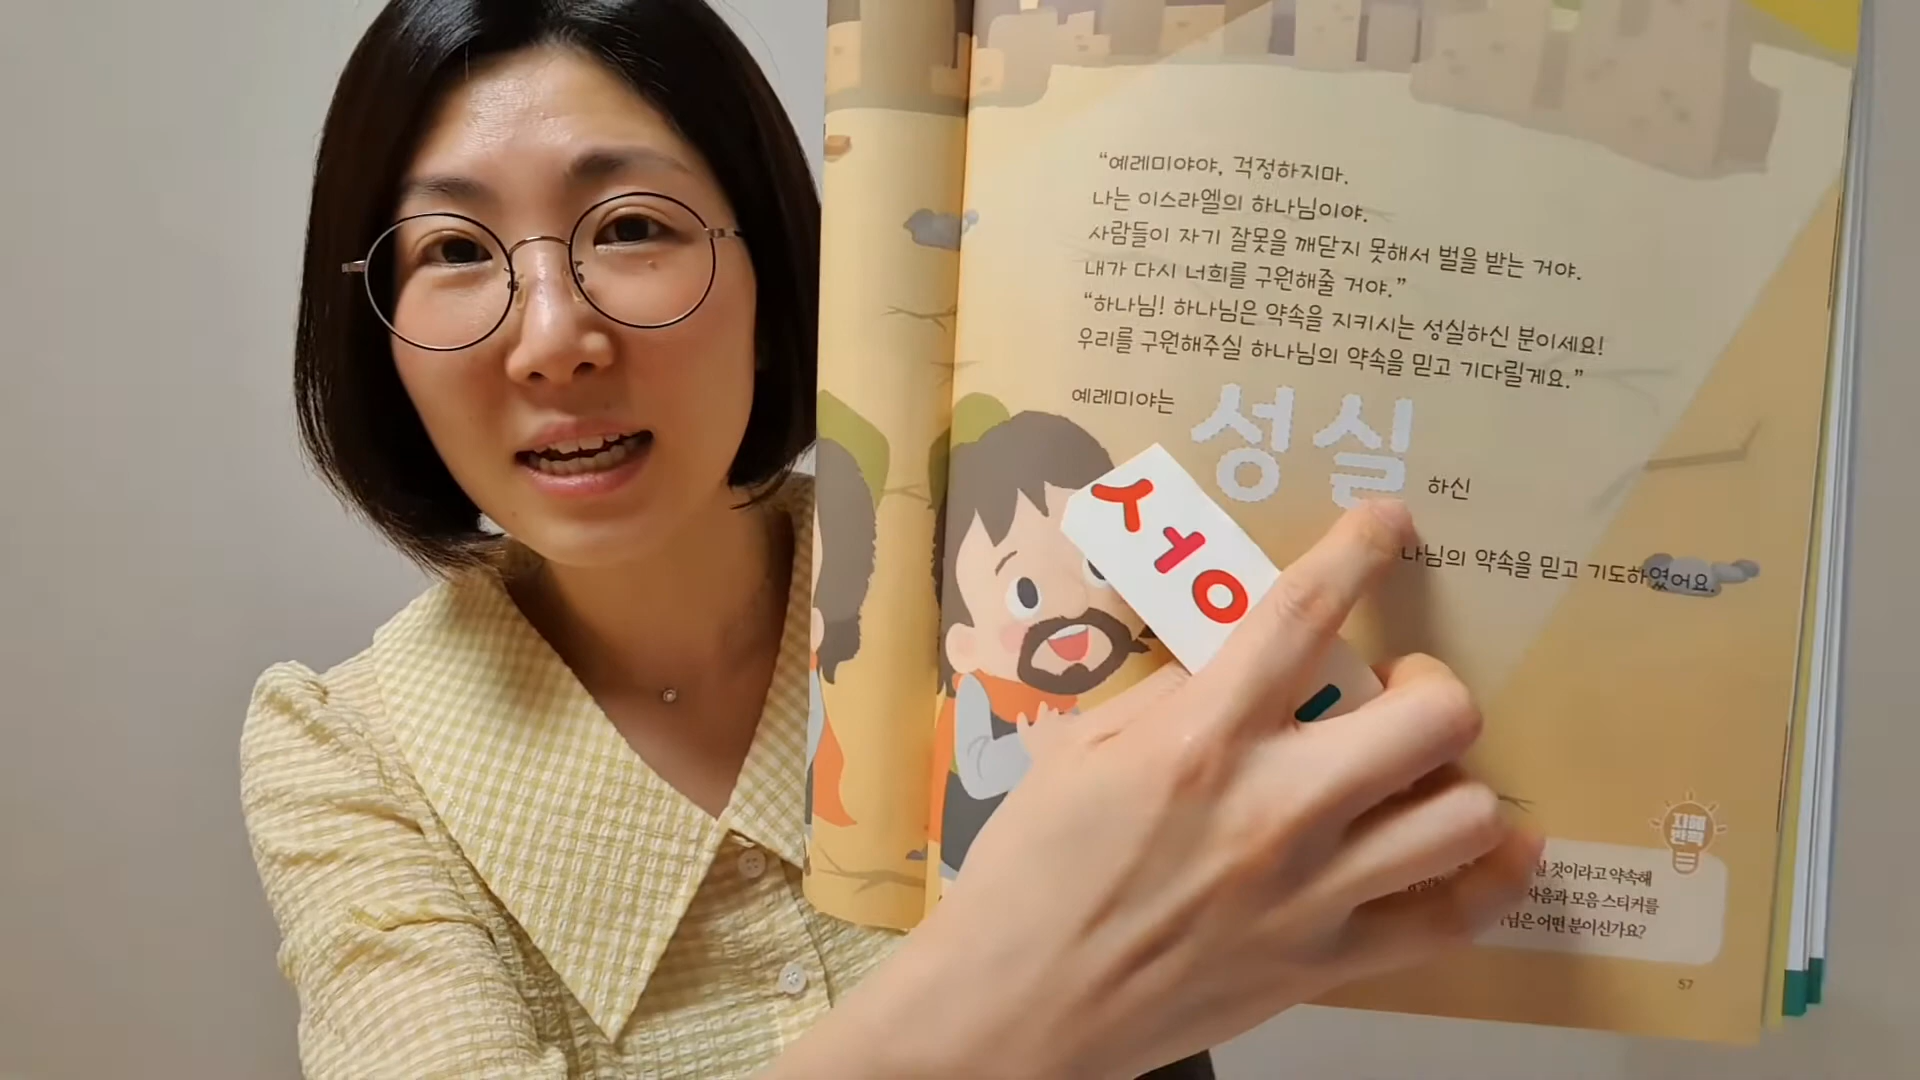 “예레미야야, 걱정하지마.
나는 이스라엘의 하나님이야.
사람들이 자기 잘못을 깨닫지 못해서 벌을 받는 거야.
내가 다시 너희를 구원해줄 거야.”
“하나님! 하나님은 약속을 지키시는 성실하신 분이세요!
우리를 구원해주실 하나님의 약속을 믿고 기다릴게요.”
예레미야는 성실하신
나님의 약속을 믿고 기도하였어요.
ㅅㅓㅇ
지혜
반짝
실 것이라고 약속해
자음과 모음 스티커를
님은 어떤 분이신가요?
57